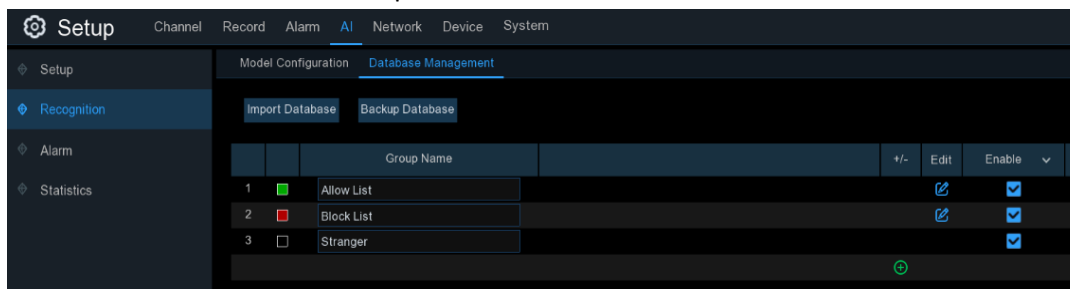 Setup Channel Record Alarm AI Network Device System
Setup Model Configuration Database Management
Recognition Import Database Backup Database
Alarm Group Name +/- Edit Enable
Statistics 1 Allow List
2 Block List
3 Stranger